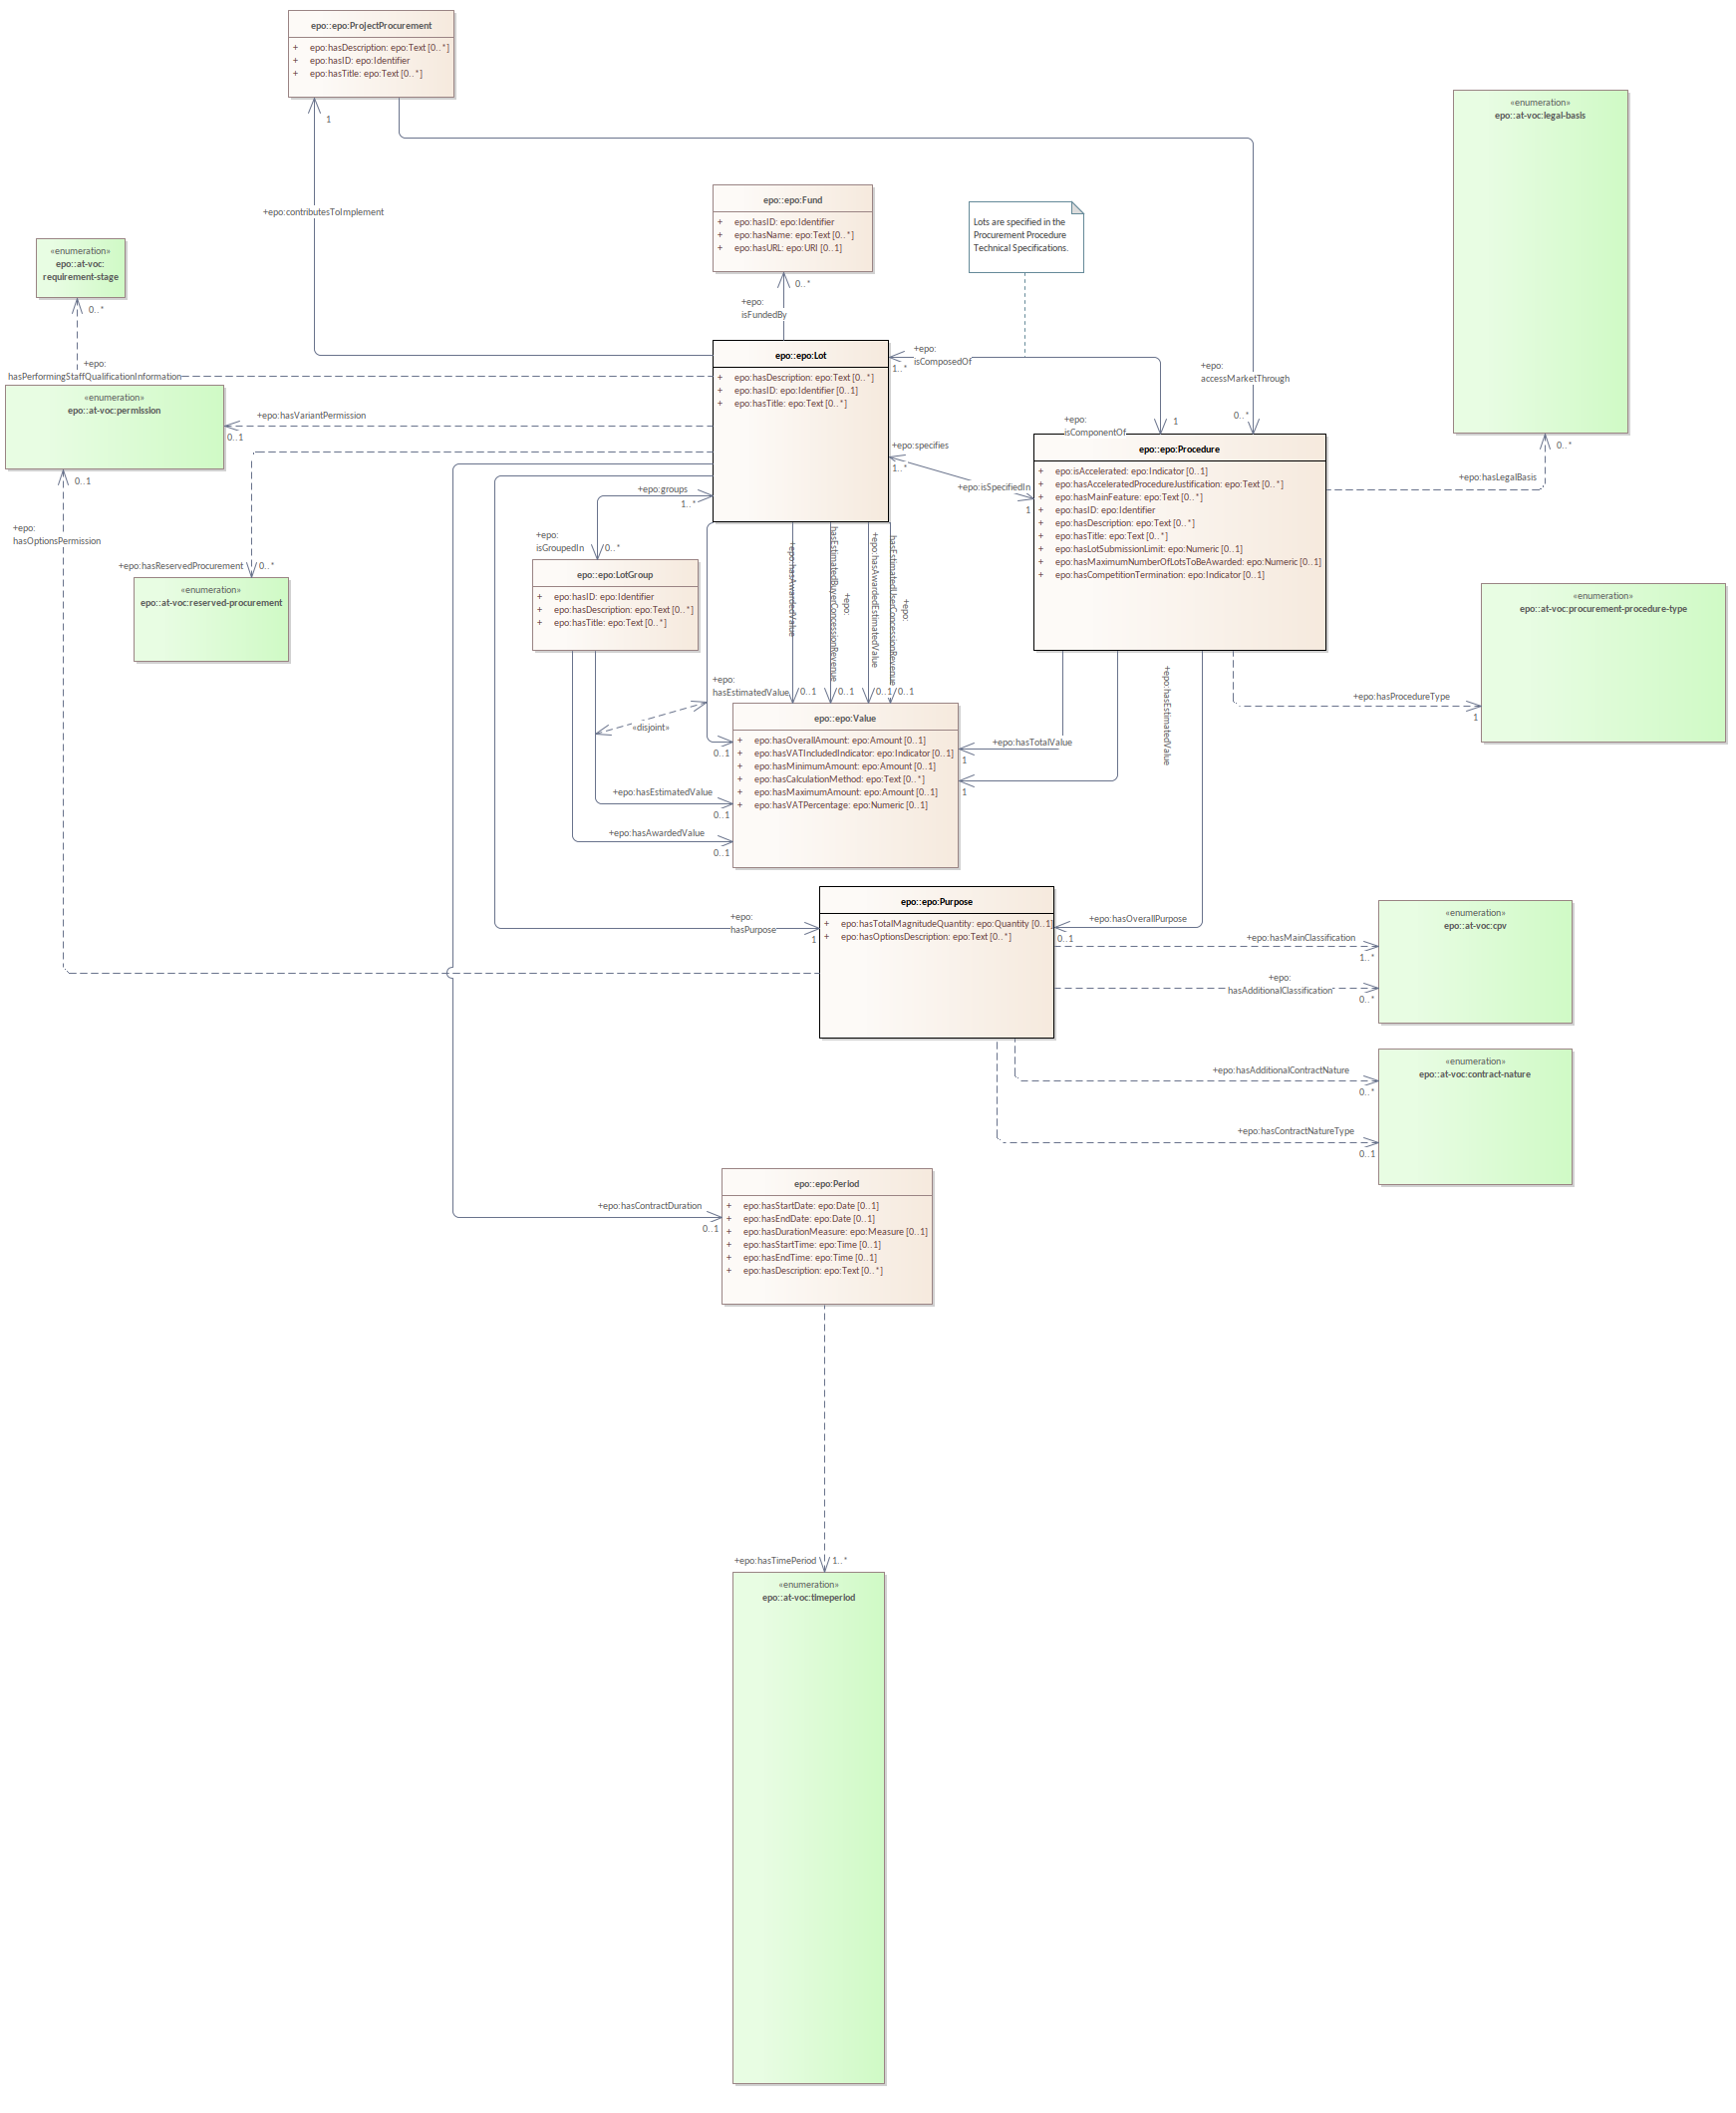 epo::epo:ProjectProcurement
+ epo:hasDescription: epo:Text [0..*]
+ epo:hasID: epo:Identifier
+ epo:hasTitle: epo:Text [0..*]
«enumeration»
epo::at-voc:legal-basis
1
+epo:contributesToImplement
epo::epo:Fund
+ epo:hasID: epo:Identifier
+ epo:hasName: epo:Text [0..*]
+ epo:hasURL: epo:URI [0..1]
Lots are specified in the
Procurement Procedure
Technical Specifications.
«enumeration»
epo::at-voc:
requirement-stage
0..*
0..*
+epo:
isFundedBy
+epo:
hasPerformingStaffQualificationInformation
epo::epo:Lot
+ epo:hasDescription: epo:Text [0..*]
+ epo:hasID: epo:Identifier [0..1]
+ epo:hasTitle: epo:Text [0..*]
+epo:
isComposedOf
1..*
+epo:
accessMarketThrough
0..*
«enumeration»
epo::at-voc:permission
+epo:hasVariantPermission
0..1
+epo:
isComponentOf
1
+epo:specifies
1..*
+epo:isSpecifiedIn
1
epo::epo:Procedure
+ epo:isAccelerated: epo:Indicator [0..1]
+ epo:hasAcceleratedProcedureJustification: epo:Text [0..*]
+ epo:hasMainFeature: epo:Text [0..*]
+ epo:hasID: epo:Identifier
+ epo:hasDescription: epo:Text [0..*]
+ epo:hasTitle: epo:Text [0..*]
+ epo:hasLotSubmissionLimit: epo:Numeric [0..1]
+ epo:hasMaximumNumberOfLotsToBeAwarded: epo:Numeric [0..1]
+ epo:hasCompetitionTermination: epo:Indicator [0..1]
0..*
+epo:hasLegalBasis
0..1
+epo:
hasOptionsPermission
+epo:groups
1..*
+epo:
isGroupedIn
0..*
+epo:hasReservedProcurement
0..*
«enumeration»
epo::at-voc:reserved-procurement
epo::epo:LotGroup
+ epo:hasID: epo:Identifier
+ epo:hasDescription: epo:Text [0..*]
+ epo:hasTitle: epo:Text [0..*]
+epo:hasAwardedValue
0..1
+epo:
hasEstimatedBuyerConcessionRevenue
0..1
+epo:hasAwardedEstimatedValue
0..1
+epo:
hasEstimatedUserConcessionRevenue
0..1
«enumeration»
epo::at-voc:procurement-procedure-type
+epo:hasProcedureType
1
+epo:
hasEstimatedValue
0..1
«disjoint»
+epo:hasEstimatedValue
0..1
+epo:hasAwardedValue
0..1
epo::epo:Value
+ epo:hasOverallAmount: epo:Amount [0..1]
+ epo:hasVATIncludedIndicator: epo:Indicator [0..1]
+ epo:hasMinimumAmount: epo:Amount [0..1]
+ epo:hasCalculationMethod: epo:Text [0..*]
+ epo:hasMaximumAmount: epo:Amount [0..1]
+ epo:hasVATPercentage: epo:Numeric [0..1]
+epo:hasTotalValue
1
+epo:hasEstimatedValue
1
+epo:
hasPurpose
1
epo::epo:Purpose
+ epo:hasTotalMagnitudeQuantity: epo:Quantity [0..1]
+ epo:hasOptionsDescription: epo:Text [0..*]
+epo:hasOverallPurpose
0..1
+epo:hasMainClassification
1..*
+epo:
hasAdditionalClassification
0..*
«enumeration»
epo::at-voc:cpv
«enumeration»
epo::at-voc:contract-nature
+epo:hasAdditionalContractNature
0..*
+epo:hasContractNatureType
0..1
+epo:hasContractDuration
0..1
epo::epo:Period
+ epo:hasStartDate: epo:Date [0..1]
+ epo:hasEndDate: epo:Date [0..1]
+ epo:hasDurationMeasure: epo:Measure [0..1]
+ epo:hasStartTime: epo:Time [0..1]
+ epo:hasEndTime: epo:Time [0..1]
+ epo:hasDescription: epo:Text [0..*]
+epo:hasTimePeriod
1..*
«enumeration»
epo::at-voc:timeperiod